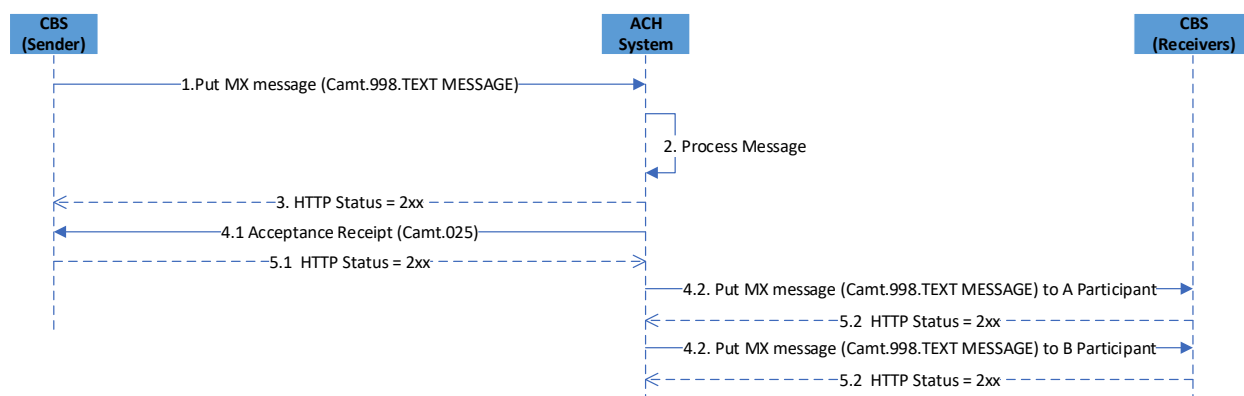 CBS
(Sender)
ACH
System
CBS
(Receivers)
1.Put MX message (Camt.998.TEXT MESSAGE)
2. Process Message
3. HTTP Status = 2xx
4.1 Acceptance Receipt (Camt.025)
5.1  HTTP Status = 2xx
4.2. Put MX message (Camt.998.TEXT MESSAGE) to A Participant
5.2  HTTP Status = 2xx
4.2. Put MX message (Camt.998.TEXT MESSAGE) to B Participant
5.2  HTTP Status = 2xx